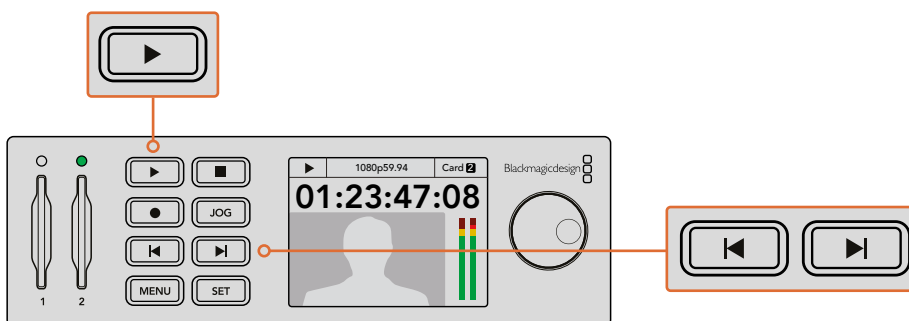 1080p59.94 Card 2
Blackmagicdesign
01:23:47:08
JOG
MENU SET
1 2